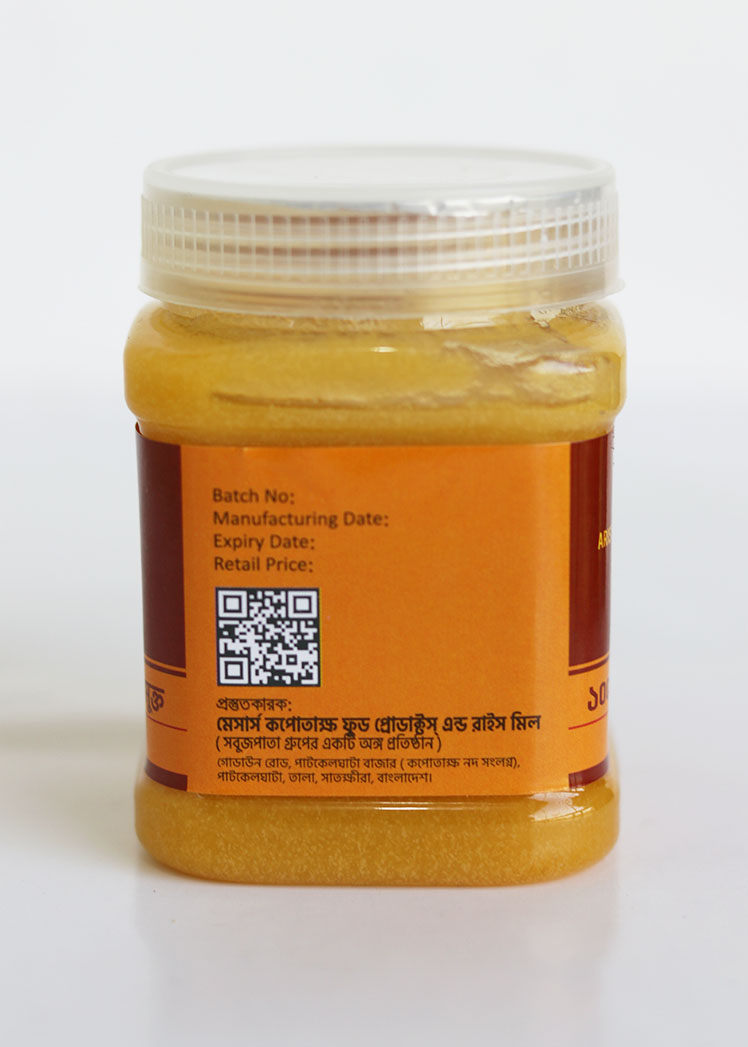 Batch No:
Manufacturing Date:
Expiry Date:
Retail Price:
প্রস্তুতকারক:
মেসার্স কপোতাক্ষ ফুড প্রোডাক্টস্ এন্ড রাইস মিল
( সবুজপাতা গ্রুপের একটি অঙ্গ প্রতিষ্ঠান )
গোডাউন রোড, পাটকেলঘাটা বাজার ( কপোতাক্ষ নদ সংলগ্ন),
পাটকেলঘাটা, তালা, সাতক্ষীরা, বাংলাদেশ।